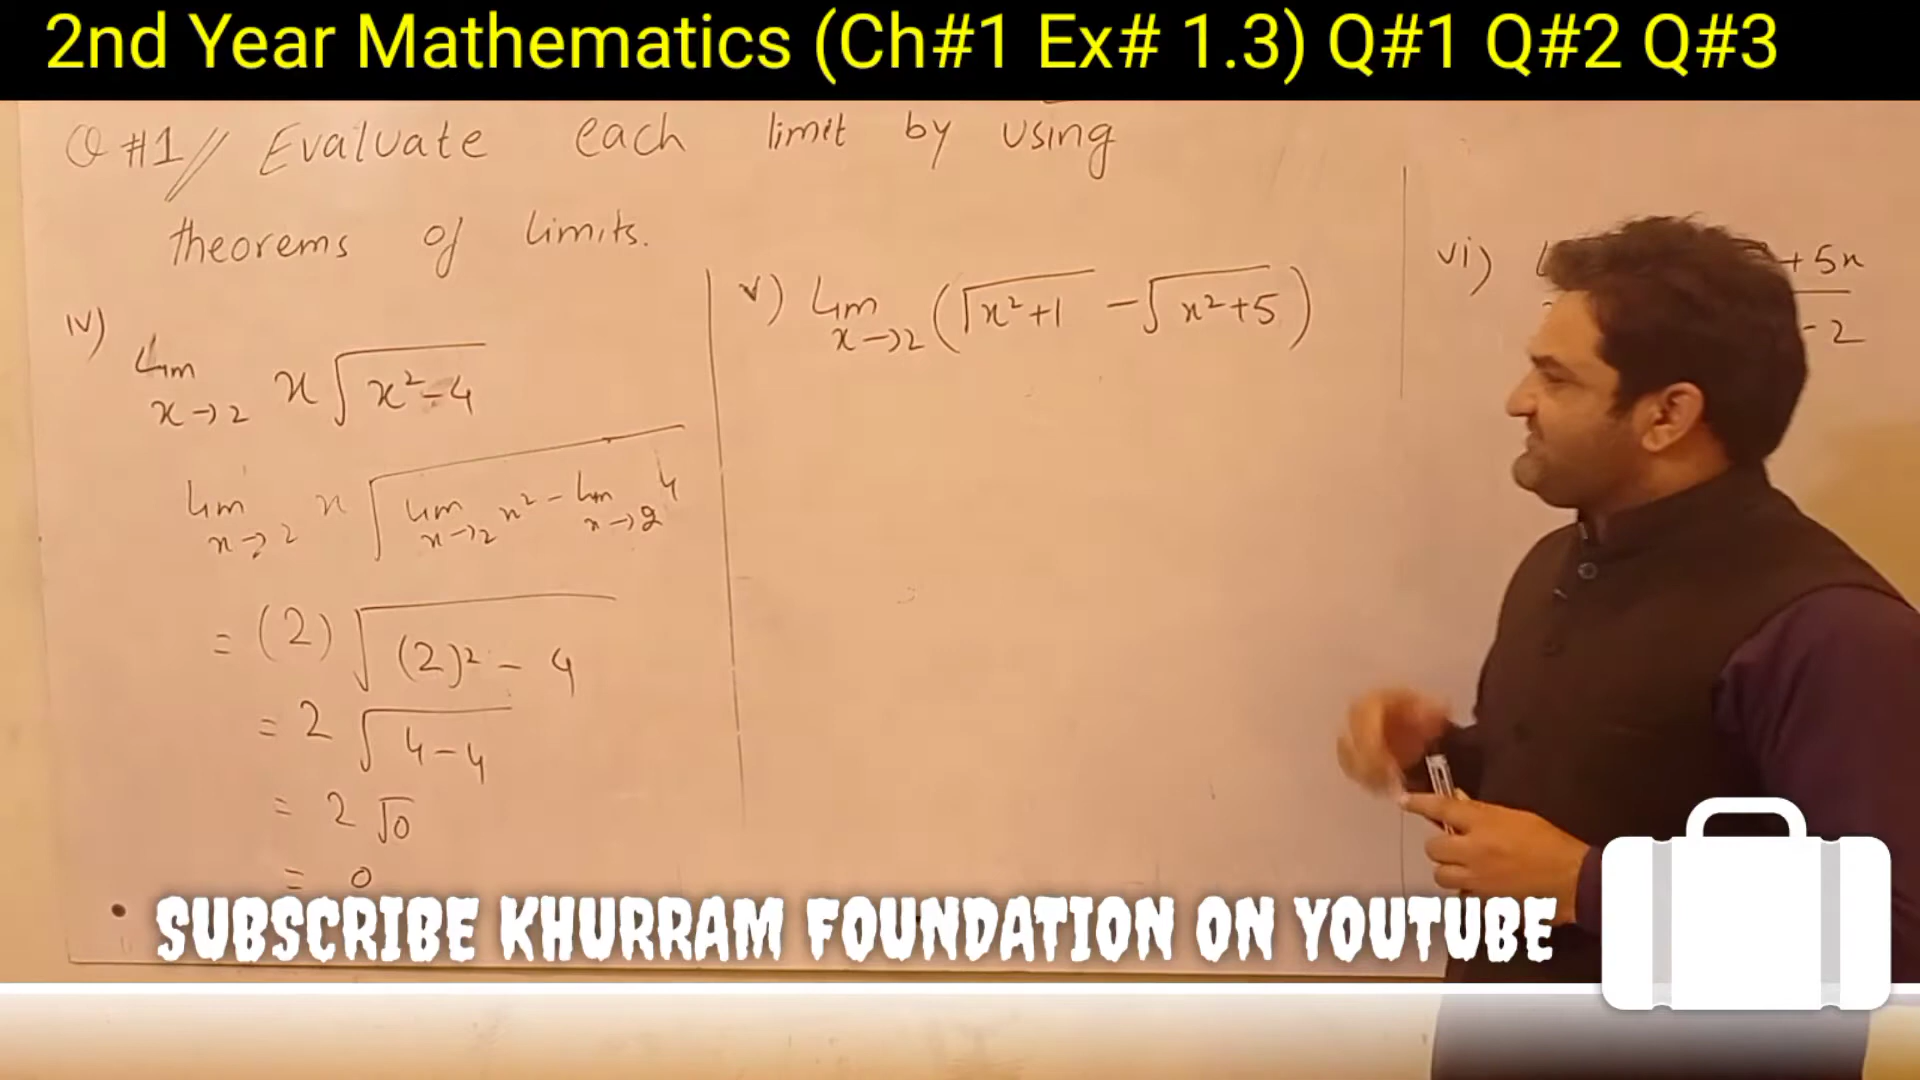 2nd Year Mathematics (Ch#1 Ex# 1.3) Q#1 Q#2 Q#3
Q #1// Evaluate each limit by using
theorems of Limits.
iv)
Lim x→2 x√(x²-4)
Lim x→2 x √(Lim x→2 x² - Lim x→2 4)
= (2) √((2)² - 4)
= 2 √(4-4)
= 2 √0
= 0
v) Lim x→2 (√(x²+1) - √(x²+5))
vi)
+5x
-2
SUBSCRIBE KHURRAM FOUNDATION ON YOUTUBE